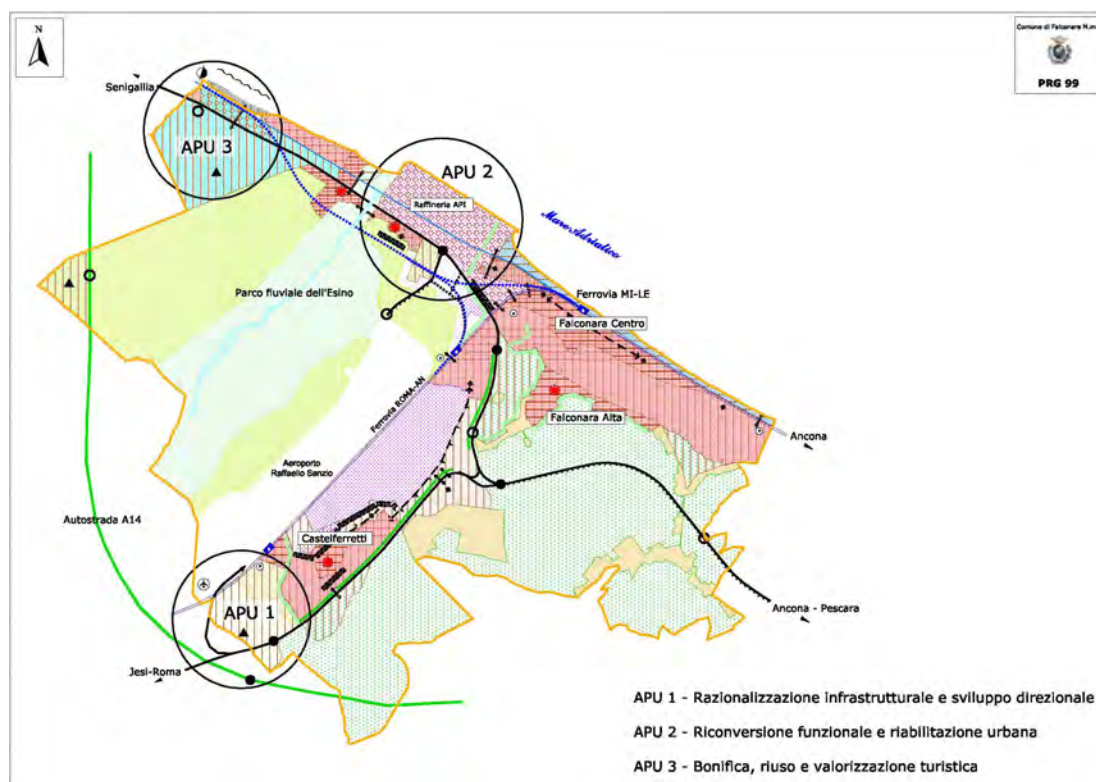 N
Comune di Falconara M.ma
PRG 99
Senigallia
APU 3
APU 2
Raffineria API
Mare Adriatico
Parco fluviale dell'Esino
Ferrovia MI-LE
Falconara Centro
Ferrovia ROMA-AN
Falconara Alta
Ancona
Aeroporto
Raffaello Sanzio
Autostrada A14
Castelferretti
APU 1
Ancona - Pescara
Jesi-Roma
APU 1 - Razionalizzazione infrastrutturale e sviluppo direzionale
APU 2 - Riconversione funzionale e riabilitazione urbana
APU 3 - Bonifica, riuso e valorizzazione turistica